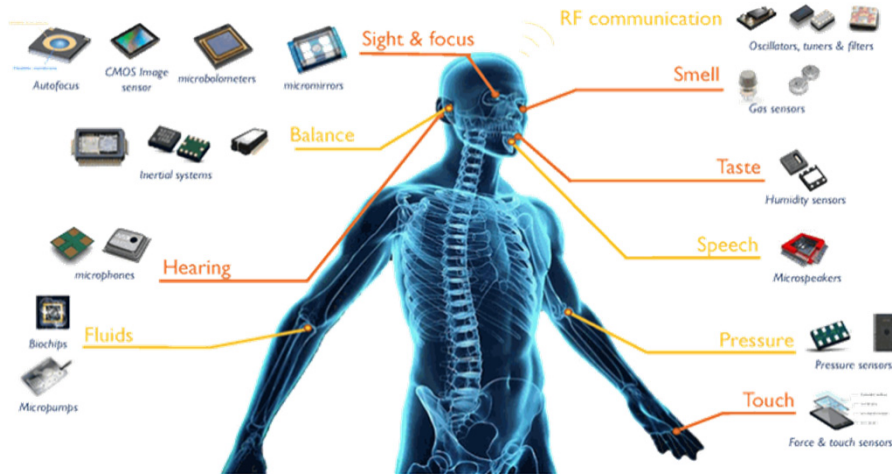 RF communication
Sight & focus
Oscillators, tuners & filters
Autofocus
CMOS Image
sensor
microbolometers
micromirrors
Smell
Gas sensors
Balance
Inertial systems
Taste
Humidity sensors
Speech
Microspeakers
microphones
Hearing
Biochips
Fluids
Micropumps
Pressure
Pressure sensors
Touch
Force & touch sensors